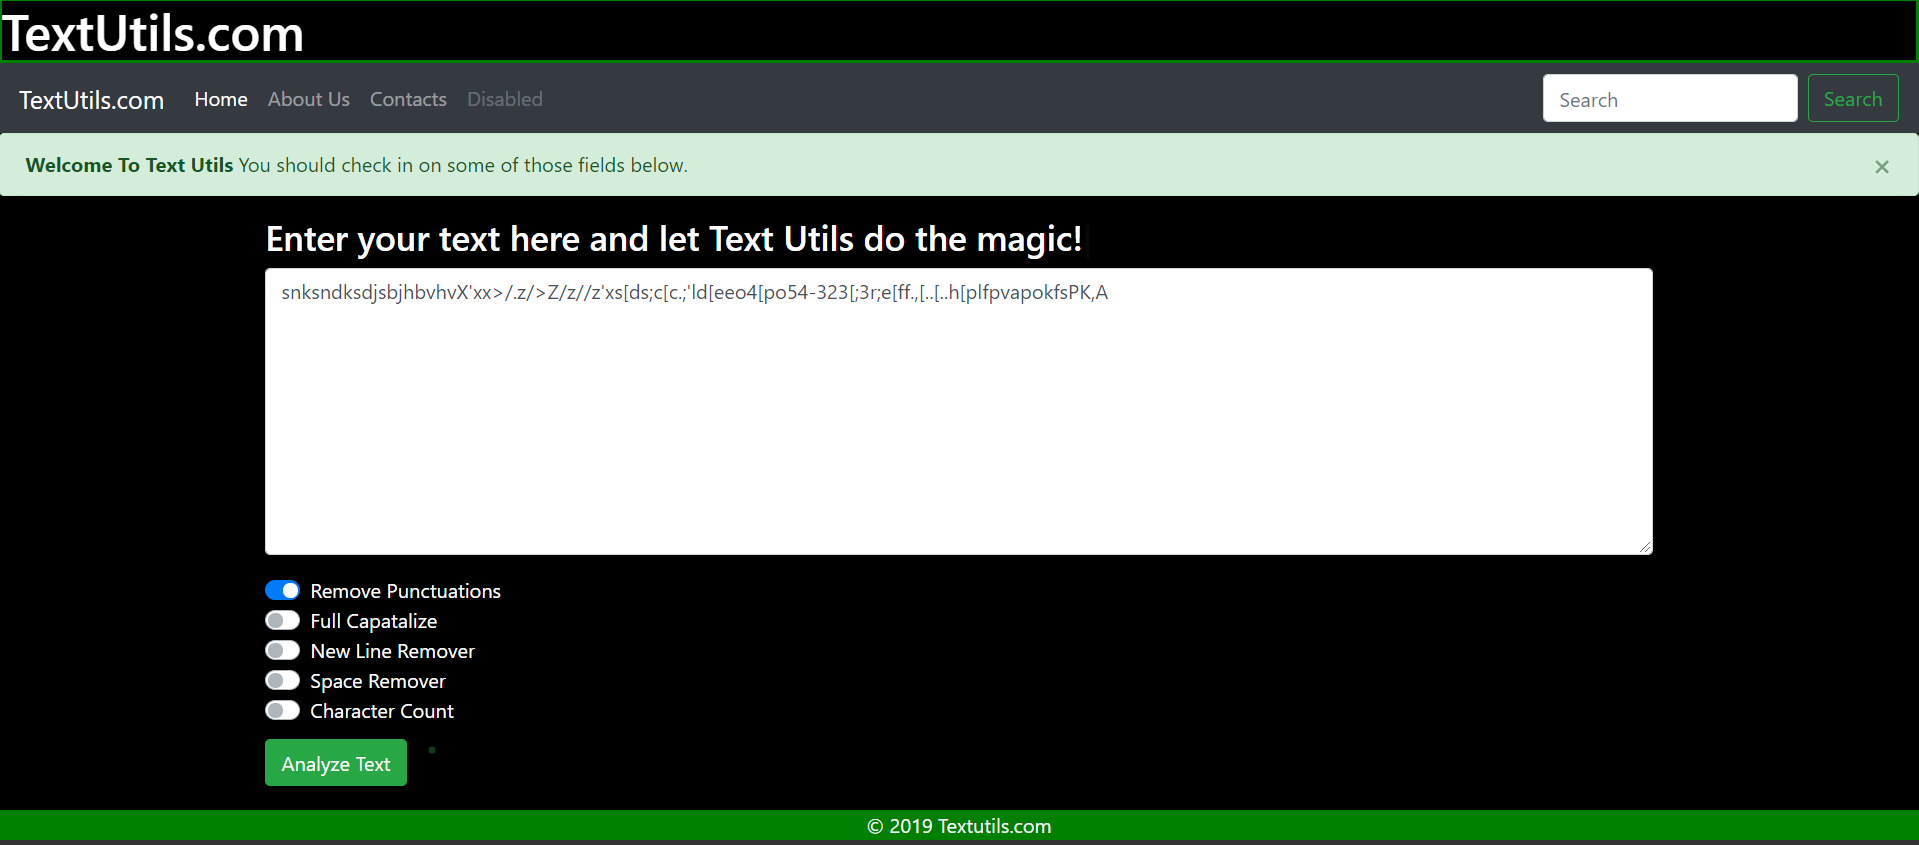 TextUtils.com
TextUtils.com Home About Us Contacts Disabled Search Search
Welcome To Text Utils You should check in on some of those fields below. ×
Enter your text here and let Text Utils do the magic!
snksndksdjsbjhbvhvX'xx>/.z/>Z/z//z'xs[ds;c[c.;'ld[eeo4[po54-323[;3r;e[ff.,[..[..h[plfpvapokfsPK,A
Remove Punctuations
Full Capatalize
New Line Remover
Space Remover
Character Count
Analyze Text
© 2019 Textutils.com